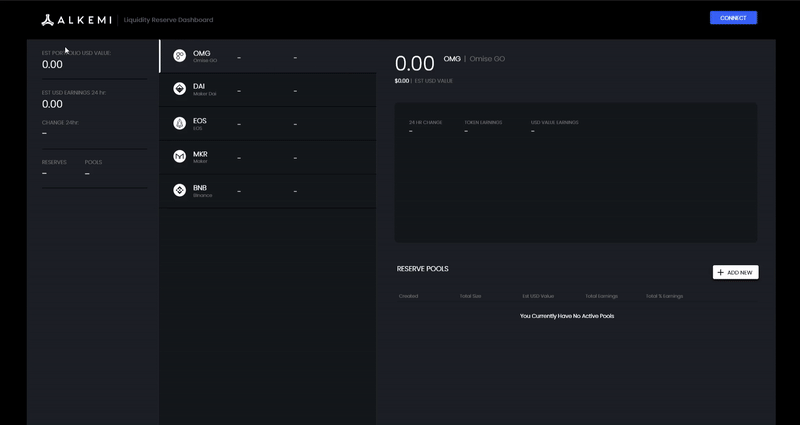 ALKEMI | Liquidity Reserve Dashboard
CONNECT
EST PORTFOLIO USD VALUE:
0.00
EST USD EARNINGS 24 hr:
0.00
CHANGE 24hr:
–
RESERVES POOLS
– –
OMG – –
Omise GO
DAI – –
Maker Dai
EOS – –
EOS
MKR – –
Maker
BNB – –
Binance
0.00 OMG | Omise GO
$0.00 | EST USD VALUE
24 HR CHANGE TOKEN EARNINGS USD VALUE EARNINGS
– – –
RESERVE POOLS
+ ADD NEW
Created Total Size Est USD Value Total Earnings Total % Earnings
You Currently Have No Active Pools